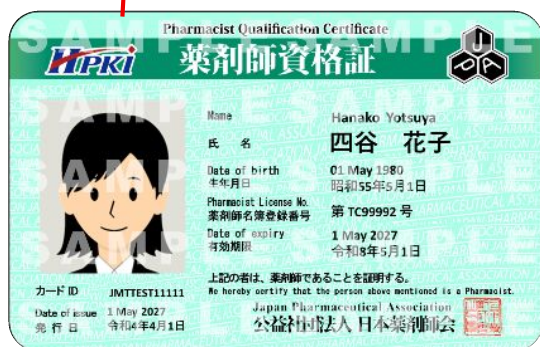 Pharmacist Qualification Certificate
HPKI 薬剤師資格証
JPA
SAMPLE SAMPLE
Name Hanako Yotsuya
氏 名 四谷 花子
Date of birth 01 May 1980
生年月日 昭和55年5月1日
Pharmacist License No.
薬剤師名簿登録番号 第 TC99992 号
Date of expiry 1 May 2027
有効期限 令和8年5月1日
上記の者は、薬剤師であることを証明する。
We hereby certify that the person above mentioned is a Pharmacist.
カード ID JMTTEST11111
Date of issue 1 May 2027
発 行 日 令和4年4月1日
Japan Pharmaceutical Association
公益社団法人 日本薬剤師会